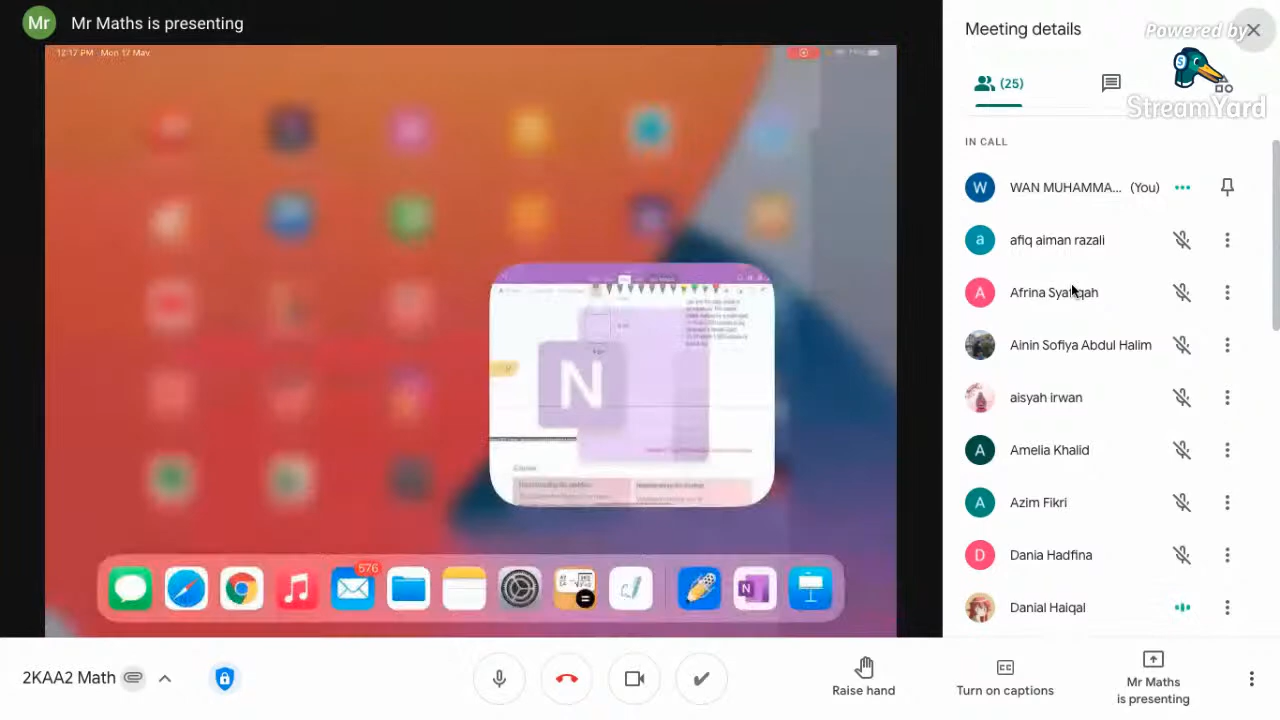 Mr
Mr Maths is presenting
12:17 PM Mon 17 May
576
N
N
Meeting details
Powered by
StreamYard
(25)
IN CALL
W
WAN MUHAMMA... (You)
a
afiq aiman razali
A
Afrina Syafiqah
Ainin Sofiya Abdul Halim
aisyah irwan
A
Amelia Khalid
A
Azim Fikri
D
Dania Hadfina
Danial Haiqal
2KAA2 Math
Raise hand
CC
Turn on captions
Mr Maths
is presenting